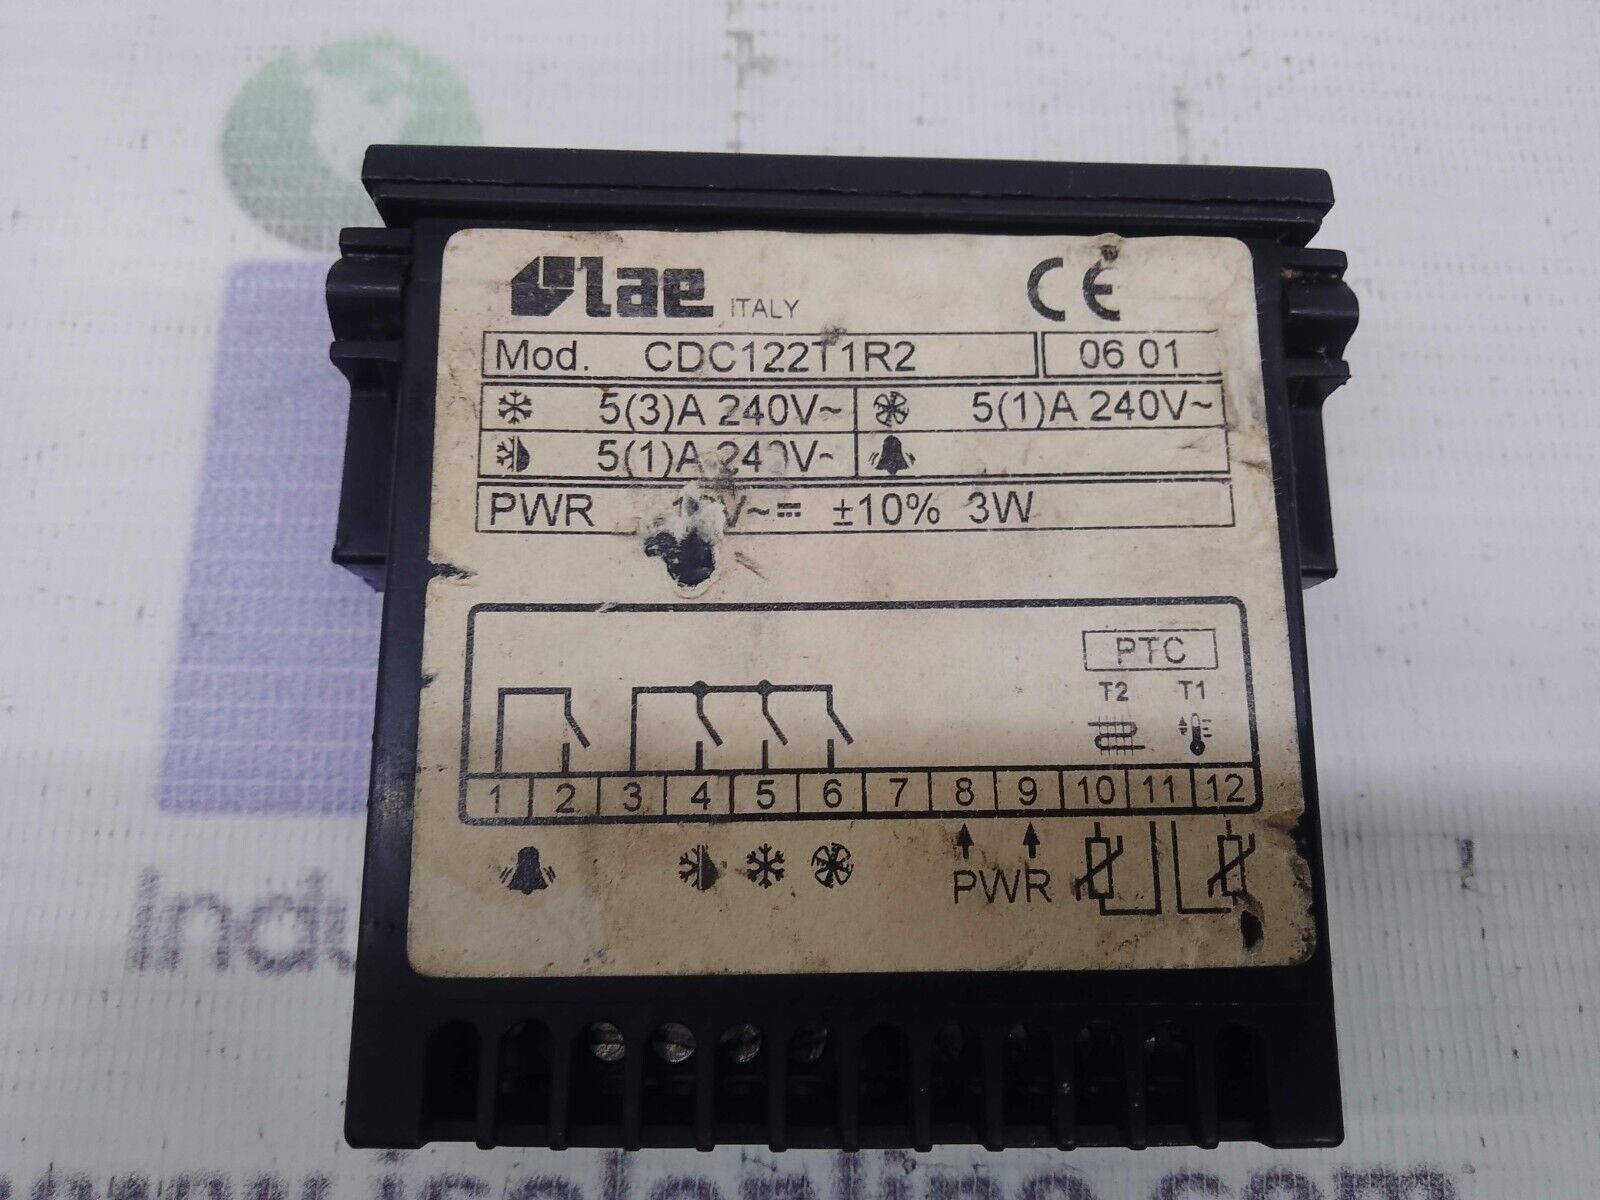 lae ITALY CE
Mod. CDC122T1R2 06 01
5(3)A 240V~ 5(1)A 240V~
5(1)A 240V~
PWR ±10% 3W
PTC
T2 T1
1 2 3 4 5 6 7 8 9 10 11 12
PWR